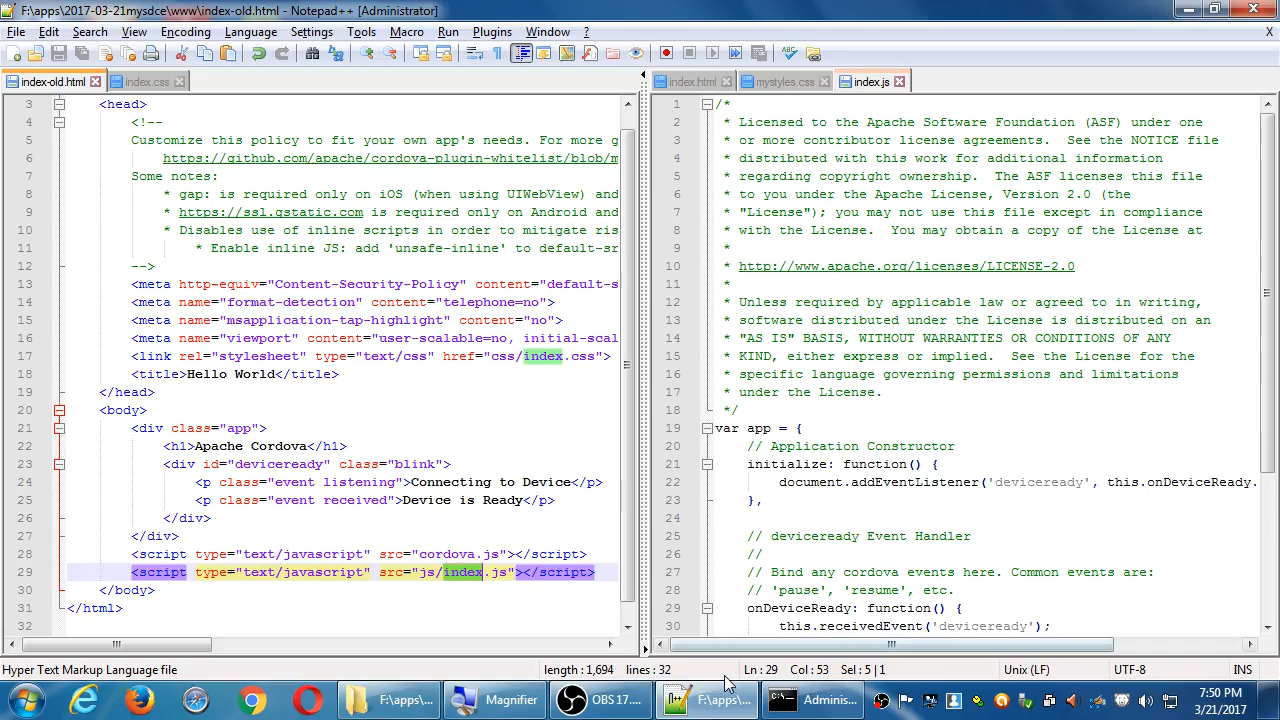 F:\apps\2017-03-21mysdce\www\index-old.html - Notepad++ [Administrator]
File Edit Search View Encoding Language Settings Tools Macro Run Plugins Window ? X
index-old.html index.css
3 <head>
4 <!--
5 Customize this policy to fit your own app's needs. For more g
6 https://github.com/apache/cordova-plugin-whitelist/blob/m
7 Some notes:
8 * gap: is required only on iOS (when using UIWebView) and
9 * https://ssl.gstatic.com is required only on Android and
10 * Disables use of inline scripts in order to mitigate ris
11 * Enable inline JS: add 'unsafe-inline' to default-sr
12 -->
13 <meta http-equiv="Content-Security-Policy" content="default-s
14 <meta name="format-detection" content="telephone=no">
15 <meta name="msapplication-tap-highlight" content="no">
16 <meta name="viewport" content="user-scalable=no, initial-scal
17 <link rel="stylesheet" type="text/css" href="css/index.css">
18 <title>Hello World</title>
19 </head>
20 <body>
21 <div class="app">
22 <h1>Apache Cordova</h1>
23 <div id="deviceready" class="blink">
24 <p class="event listening">Connecting to Device</p>
25 <p class="event received">Device is Ready</p>
26 </div>
27 </div>
28 <script type="text/javascript" src="cordova.js"></script>
29 <script type="text/javascript" src="js/index.js"></script>
30 </body>
31 </html>
32
index.html mystyles.css index.js
1 /*
2 * Licensed to the Apache Software Foundation (ASF) under one
3 * or more contributor license agreements.  See the NOTICE file
4 * distributed with this work for additional information
5 * regarding copyright ownership.  The ASF licenses this file
6 * to you under the Apache License, Version 2.0 (the
7 * "License"); you may not use this file except in compliance
8 * with the License.  You may obtain a copy of the License at
9 *
10 * http://www.apache.org/licenses/LICENSE-2.0
11 *
12 * Unless required by applicable law or agreed to in writing,
13 * software distributed under the License is distributed on an
14 * "AS IS" BASIS, WITHOUT WARRANTIES OR CONDITIONS OF ANY
15 * KIND, either express or implied.  See the License for the
16 * specific language governing permissions and limitations
17 * under the License.
18 */
19 var app = {
20 // Application Constructor
21 initialize: function() {
22 document.addEventListener('deviceready', this.onDeviceReady.
23 },
24
25 // deviceready Event Handler
26 //
27 // Bind any cordova events here. Common events are:
28 // 'pause', 'resume', etc.
29 onDeviceReady: function() {
30 this.receivedEvent('deviceready');
Hyper Text Markup Language file length : 1,694 lines : 32 Ln : 29 Col : 53 Sel : 5 | 1 Unix (LF) UTF-8 INS
F:\apps\... Magnifier OBS 17.... F:\apps\... Adminis... 7:50 PM
3/21/2017